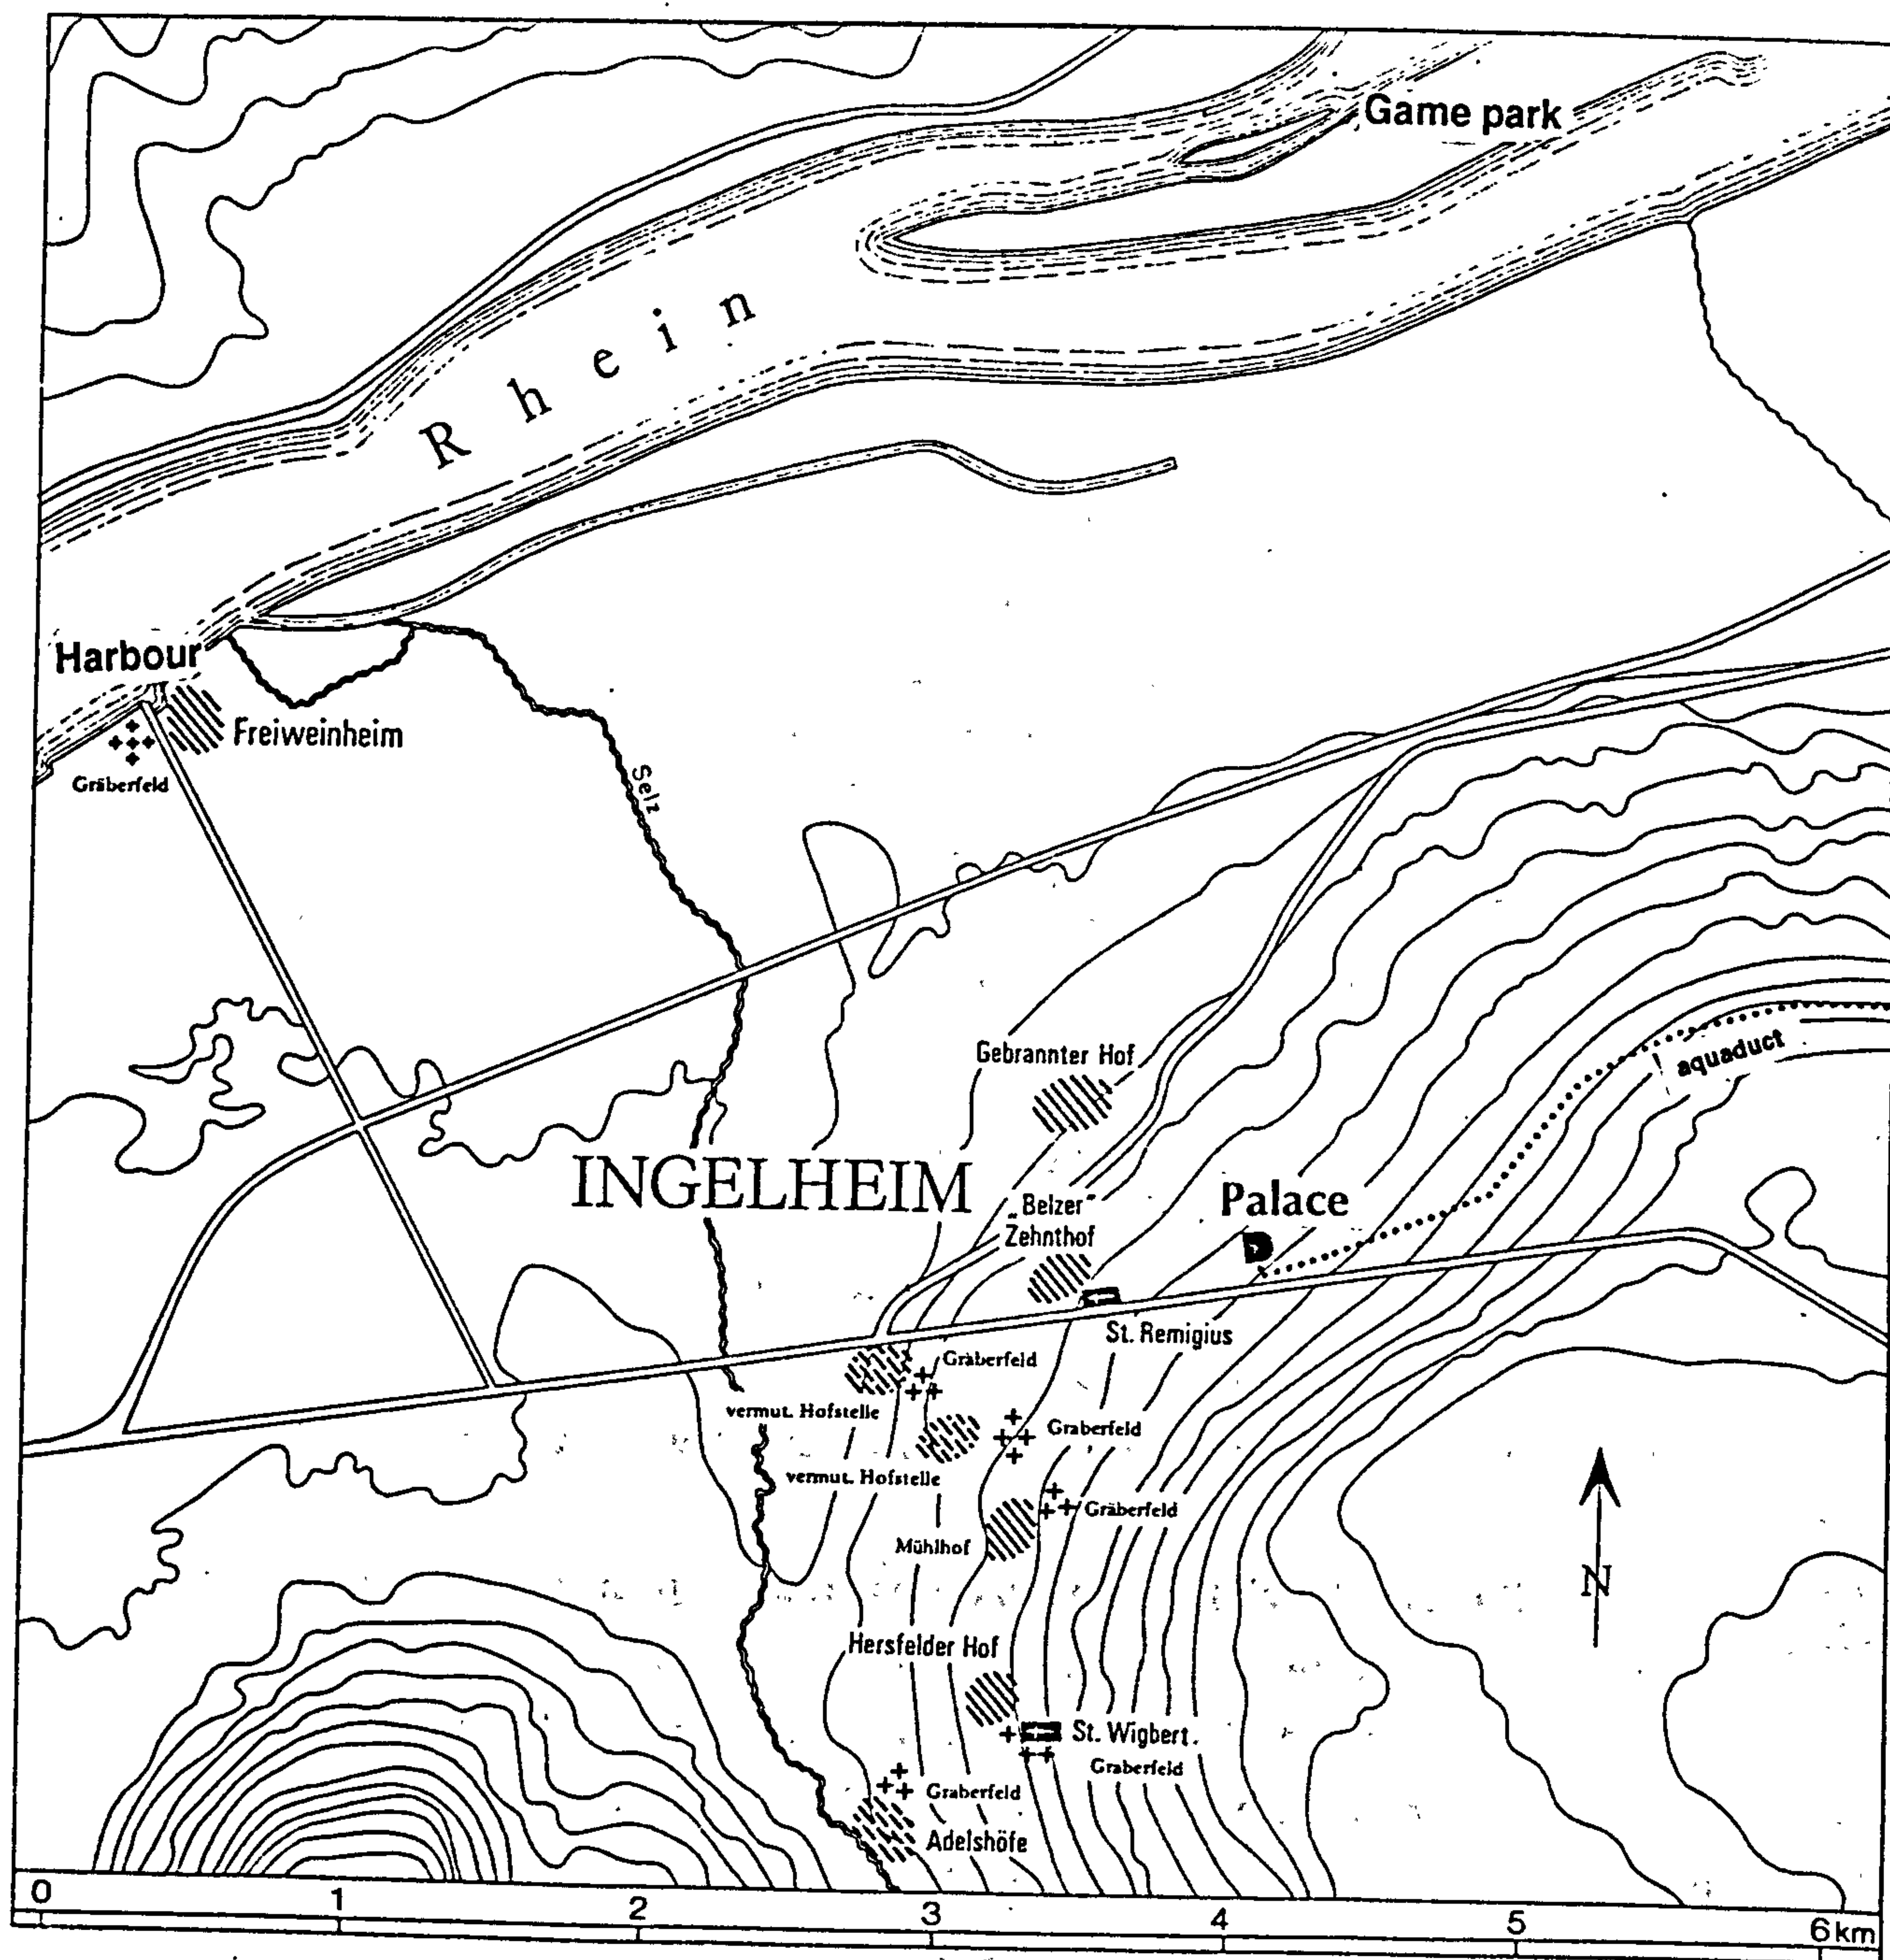 Game park
Rhein
Harbour
Freiweinheim
Gräberfeld
Selz
Gebrannter Hof
aquaduct
INGELHEIM
„Belzer"
Zehnthof
Palace
St. Remigius
Gräberfeld
vermut. Hofstelle
Graberfeld
vermut. Hofstelle
Gräberfeld
Mühlhof
N
Hersfelder Hof
St. Wigbert
Graberfeld
Graberfeld
Adelshöfe
0 1 2 3 4 5 6 km